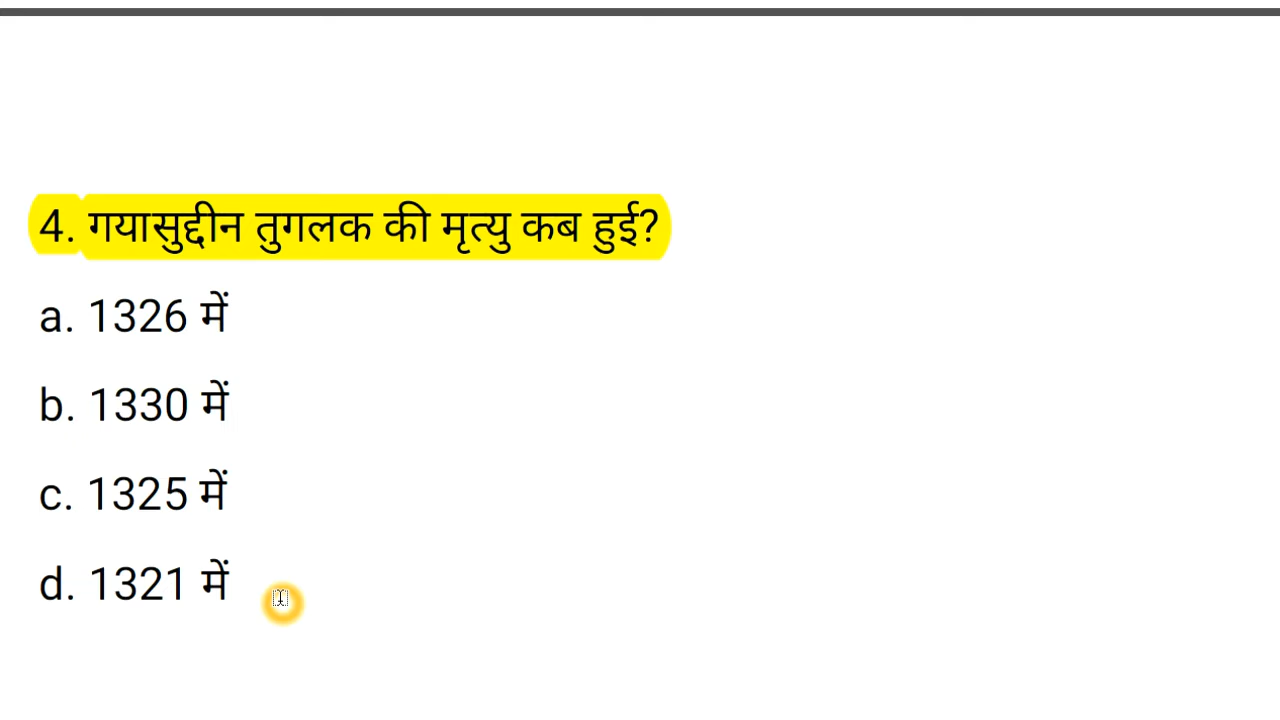 4. गयासुद्दीन तुगलक की मृत्यु कब हुई?
a. 1326 में
b. 1330 में
c. 1325 में
d. 1321 में